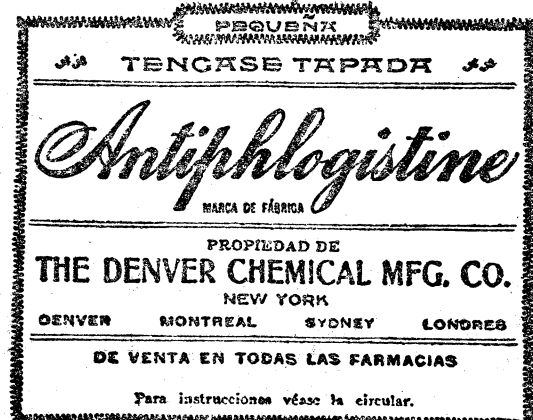 PEQUEÑA
TENGASE TAPADA
Antiphlogistine
MARCA DE FÁBRICA
PROPIEDAD DE
THE DENVER CHEMICAL MFG. CO.
NEW YORK
DENVER MONTREAL SYDNEY LONDRES
DE VENTA EN TODAS LAS FARMACIAS
Para instrucciones véase la circular.